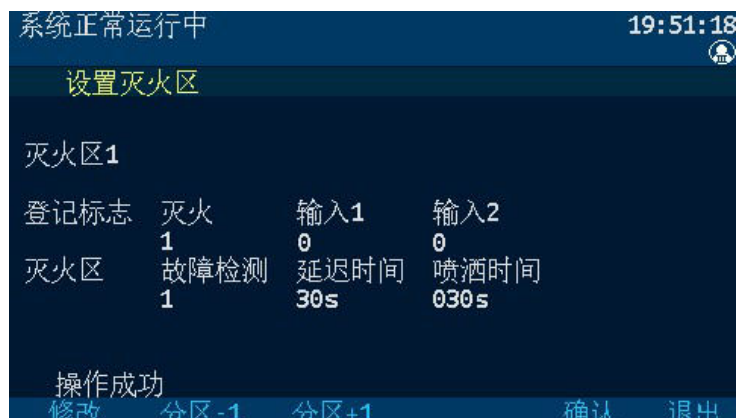 系统正常运行中 19:51:18
设置灭火区
灭火区1
登记标志 灭火 输入1 输入2
1 0 0
灭火区 故障检测 延迟时间 喷洒时间
1 30s 030s
操作成功
修改 分区-1 分区+1 确认 退出